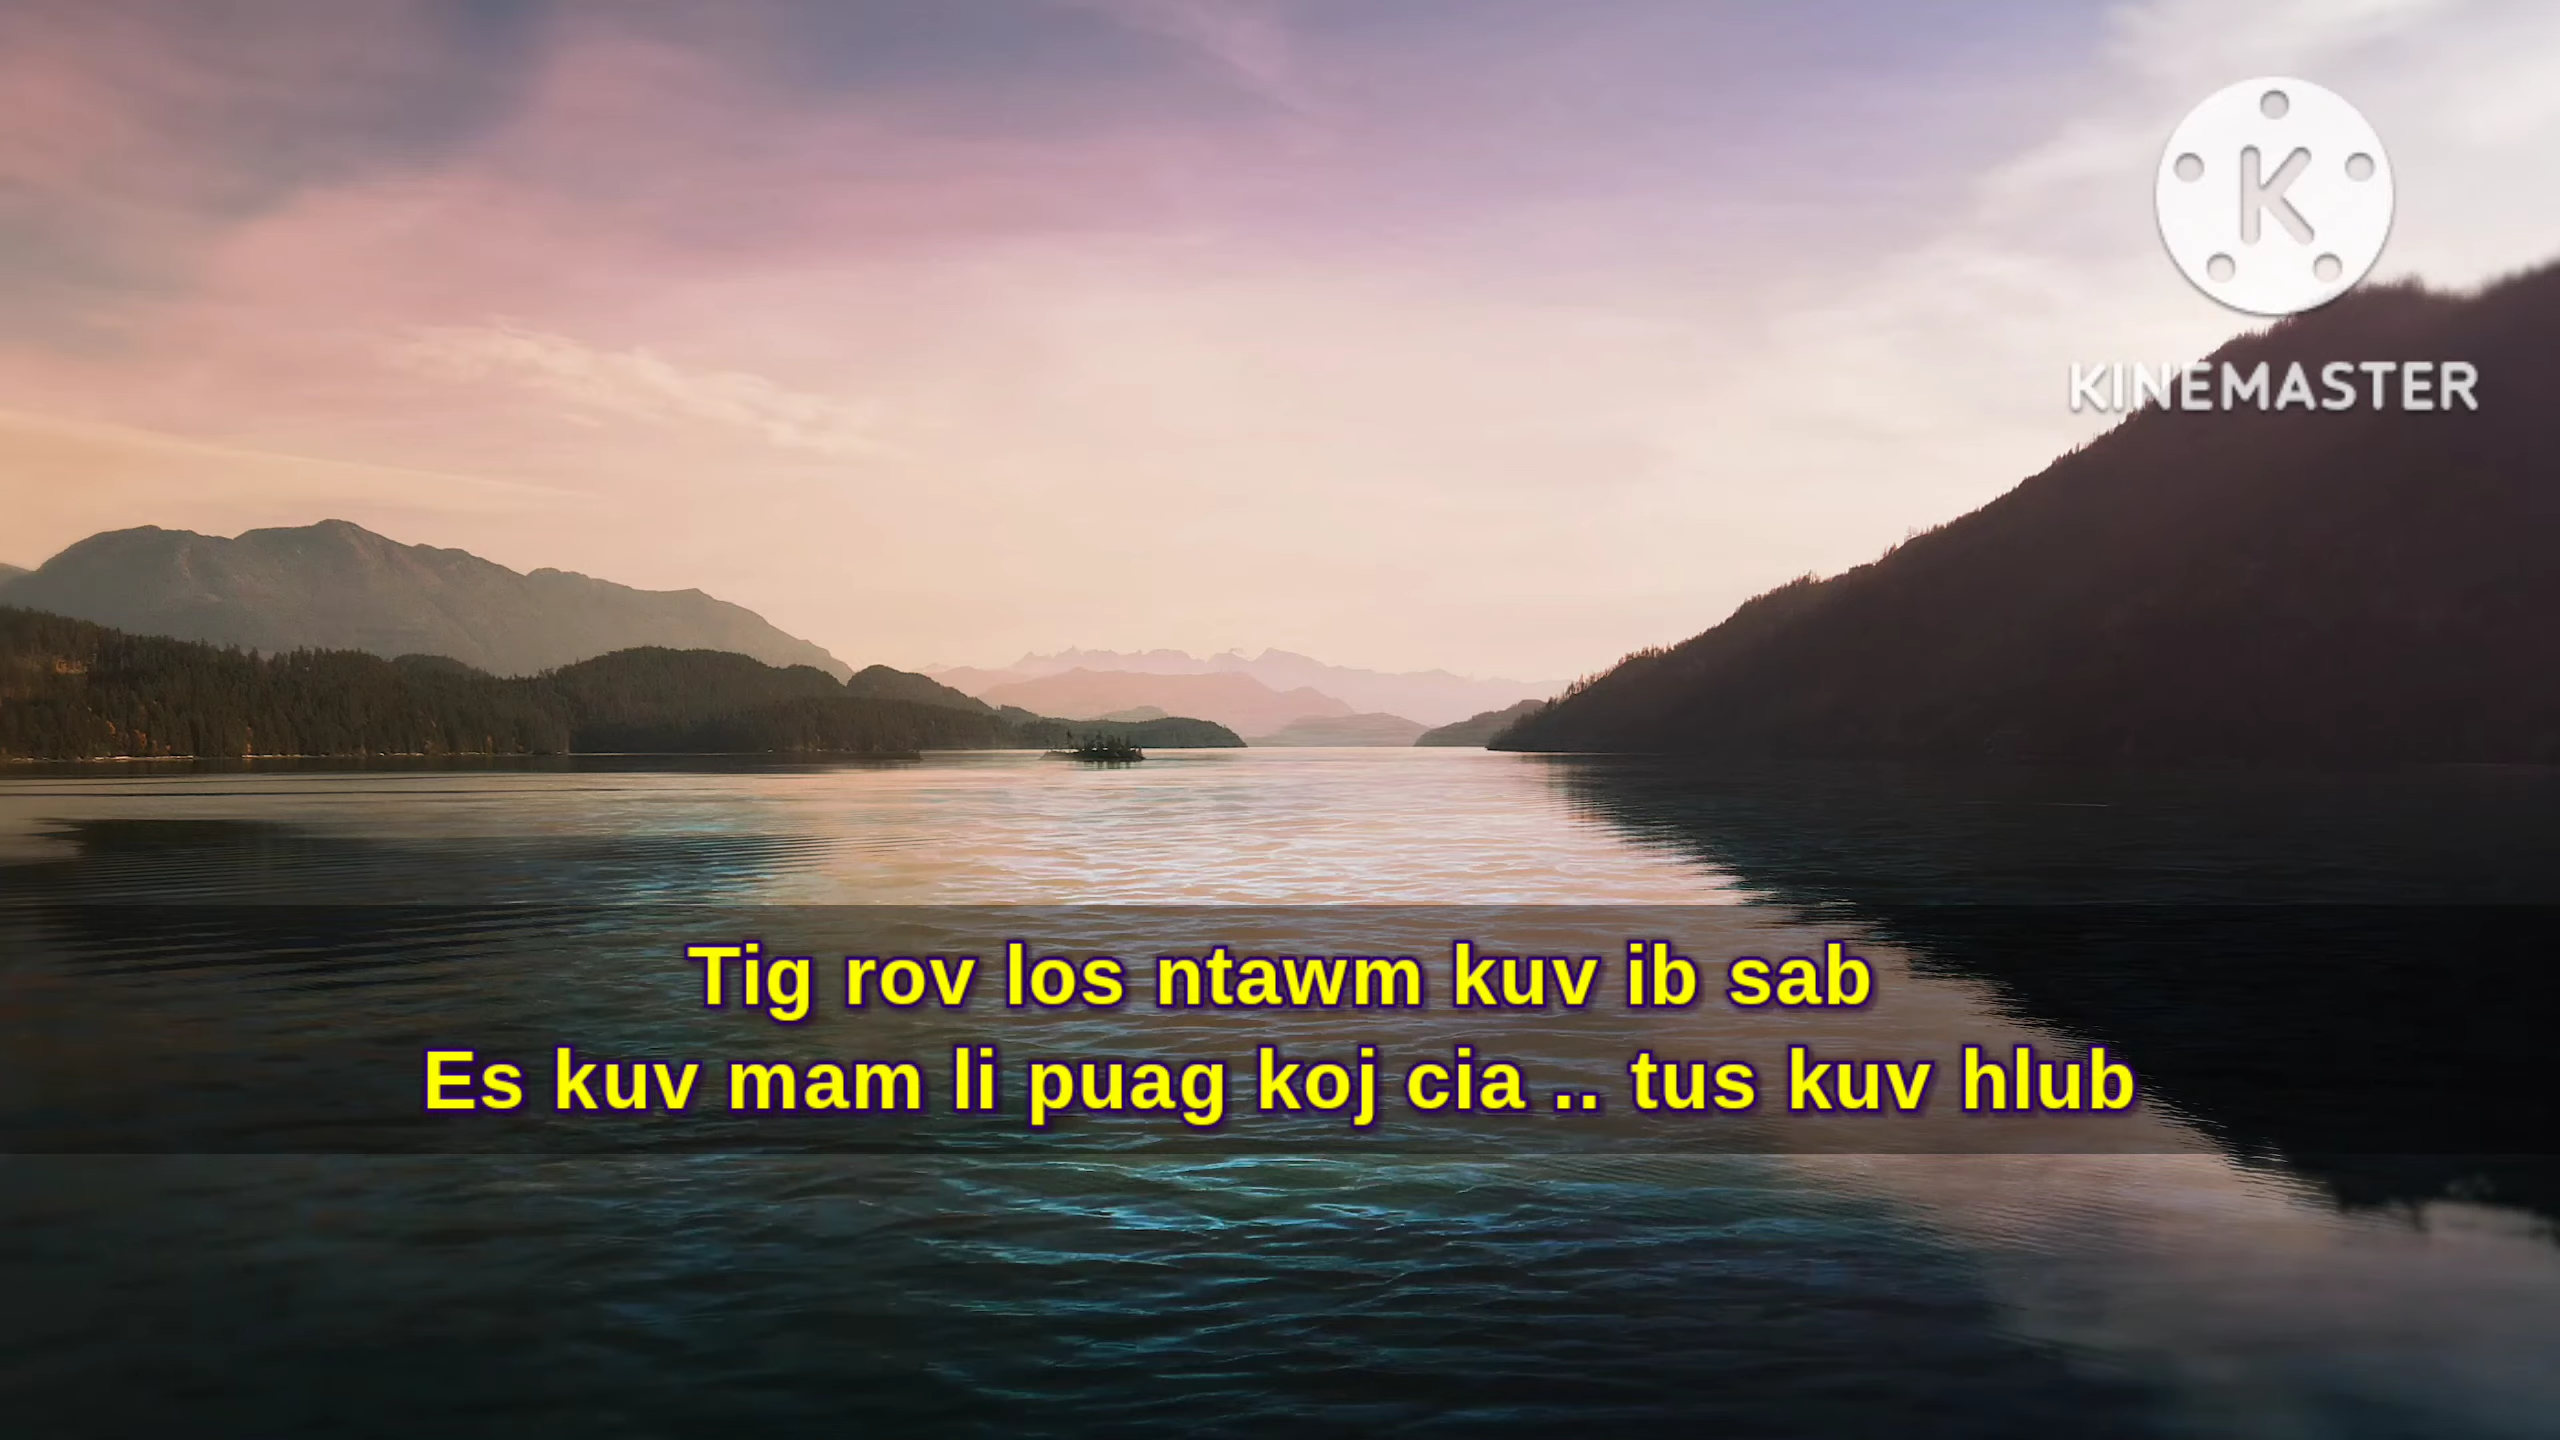 K
KINEMASTER
Tig rov los ntawm kuv ib sab
Es kuv mam li puag koj cia .. tus kuv hlub